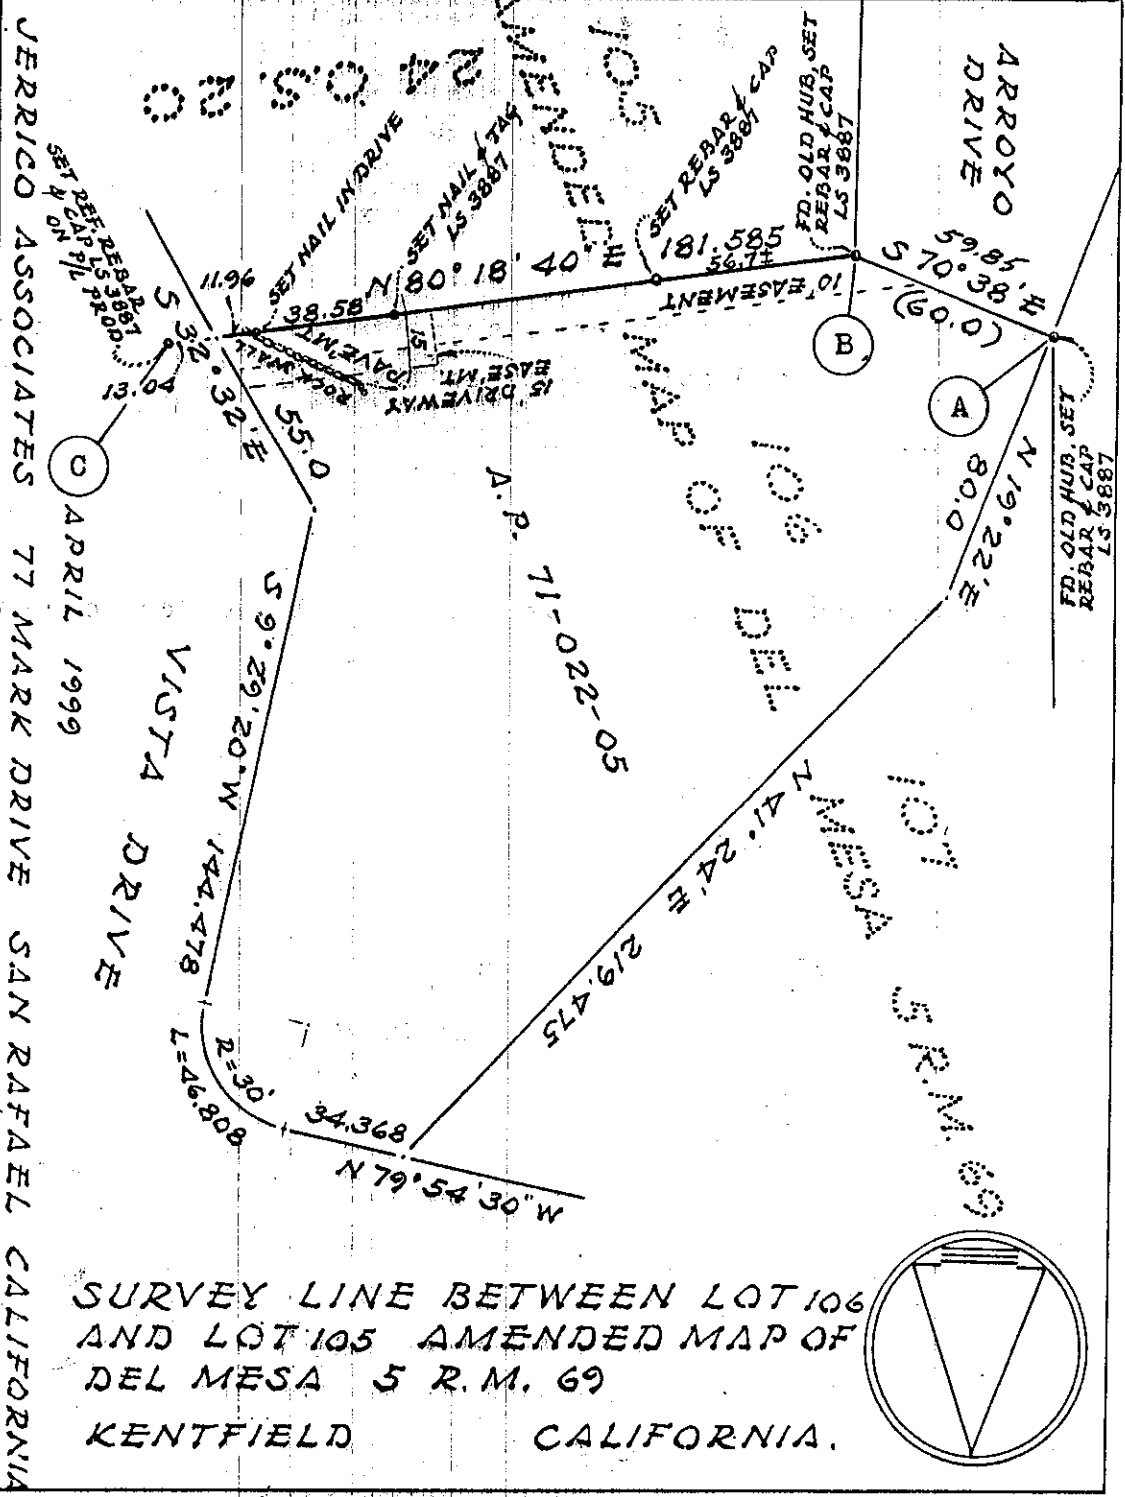 ARROYO
DRIVE
FD. OLD HUB, SET
REBAR & CAP
LS 3887
59.85
S 70° 38' E
(60.0)
A
FD. OLD HUB, SET
REBAR & CAP
LS 3887
N 19° 22' E
80.0
B
105
SET REBAR & CAP
LS 3887
181.585
56.7±
N 80° 18' 40" E
10' EASEMENT
SET NAIL & TAG
LS 3887
SET NAIL IN DRIVE
38.58
11.96
PAVE'MT
ROCK WALL
15
15' DRIVEWAY
EASE'MT.
SET REF. REBAR
& CAP LS 3887
ON P/L PROD.
13.04
C
S 32° 32' E
55.0
A.P. 71-022-05
106
107
MAP OF DEL MESA 5 R.M. 69
N 41° 24' E 219.475
S 9° 29' 20" W 144.478
VISTA DRIVE
R=30'
L=46.808
34.368
N 79° 54' 30" W
APRIL 1999
JERRICO ASSOCIATES 77 MARK DRIVE SAN RAFAEL CALIFORNIA
SURVEY LINE BETWEEN LOT 106
AND LOT 105 AMENDED MAP OF
DEL MESA 5 R.M. 69
KENTFIELD CALIFORNIA.